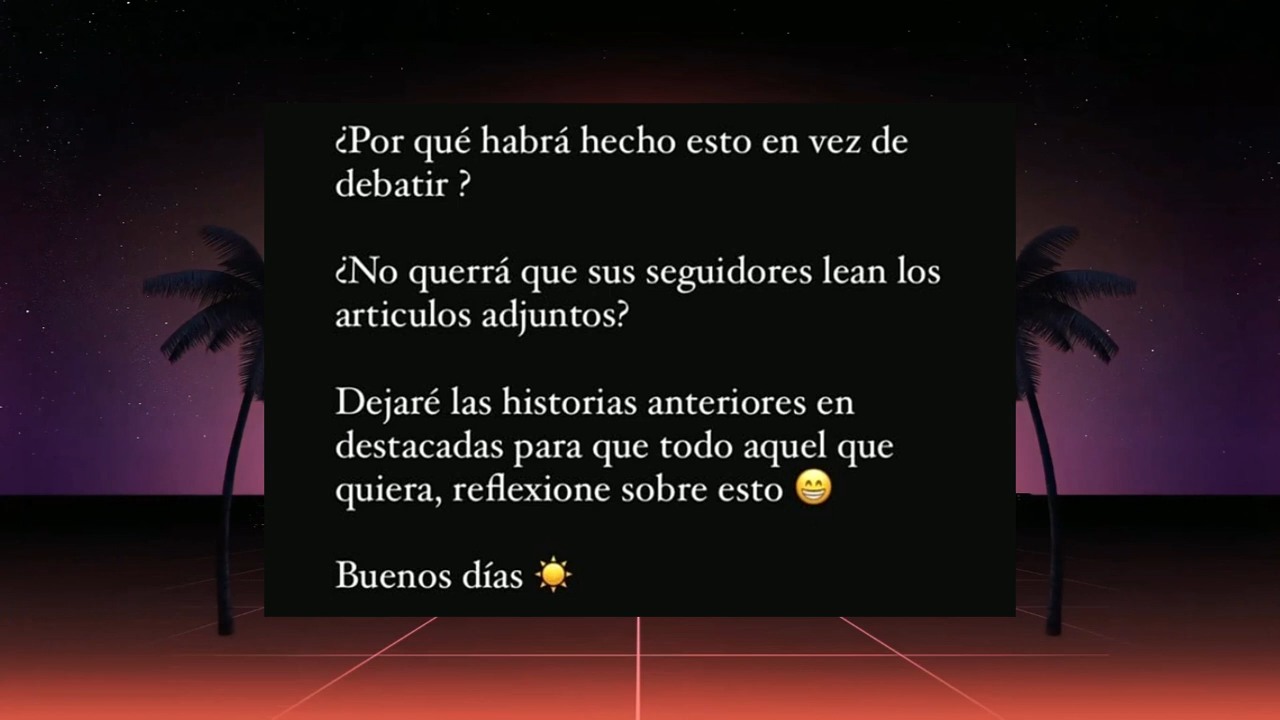 ¿Por qué habrá hecho esto en vez de
debatir ?
¿No querrá que sus seguidores lean los
articulos adjuntos?
Dejaré las historias anteriores en
destacadas para que todo aquel que
quiera, reflexione sobre esto 😁
Buenos días ☀️